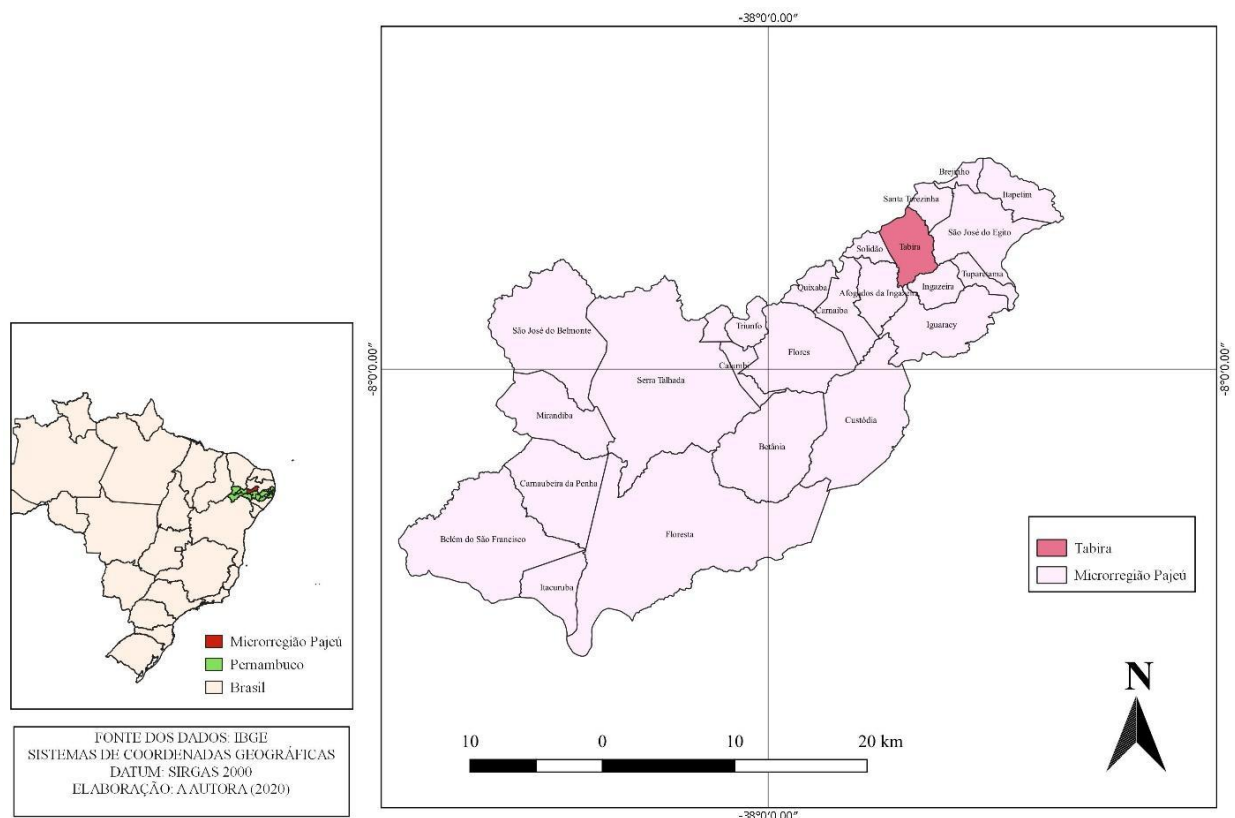 -38°0'0.00"
Brejinho
Itapetim
Santa Terezinha
São José do Egito
Tabira
Solidão
Tuparetama
Ingazeira
Quixaba
Afogados da Ingazeira
Carnaíba
Iguaracy
São José do Belmonte
Triunfo
Flores
Calumbi
-8°0'0.00"
-8°0'0.00"
Serra Talhada
Mirandiba
Custódia
Betânia
Carnaubeira da Penha
Floresta
Belém do São Francisco
Itacuruba
Tabira
Microrregião Pajeú
Microrregião Pajeú
Pernambuco
Brasil
N
10 0 10 20 km
FONTE DOS DADOS: IBGE
SISTEMAS DE COORDENADAS GEOGRÁFICAS
DATUM: SIRGAS 2000
ELABORAÇÃO: A AUTORA (2020)
-38°0'0.00"